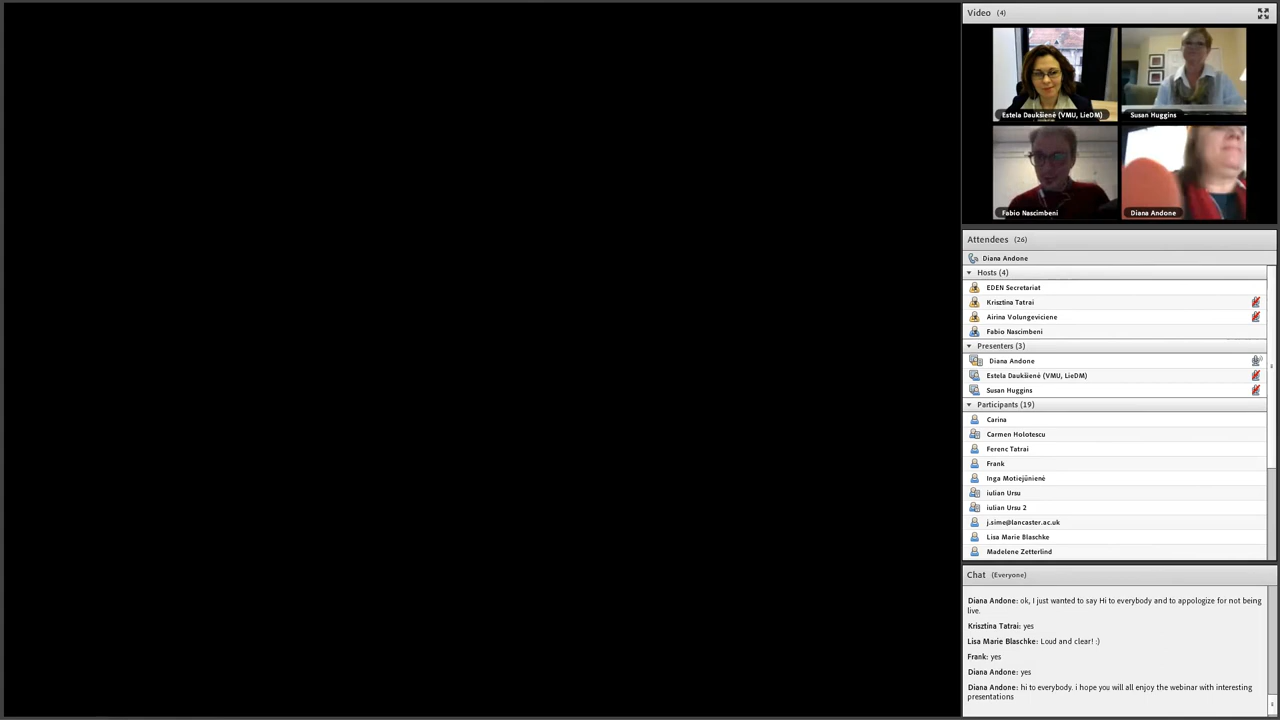 Video (4)
Estela Daukšienė (VMU, LieDM)
Susan Huggins
Fabio Nascimbeni
Diana Andone
Attendees (26)
Diana Andone
Hosts (4)
EDEN Secretariat
Krisztina Tatrai
Airina Volungeviciene
Fabio Nascimbeni
Presenters (3)
Diana Andone
Estela Daukšienė (VMU, LieDM)
Susan Huggins
Participants (19)
Carina
Carmen Holotescu
Ferenc Tatrai
Frank
Inga Motiejūnienė
iulian Ursu
iulian Ursu 2
j.sime@lancaster.ac.uk
Lisa Marie Blaschke
Madelene Zetterlind
Chat (Everyone)
Diana Andone: ok, I just wanted to say Hi to everybody and to appologize for not being
live.
Krisztina Tatrai: yes
Lisa Marie Blaschke: Loud and clear! :)
Frank: yes
Diana Andone: yes
Diana Andone: hi to everybody. i hope you will all enjoy the webinar with interesting
presentations